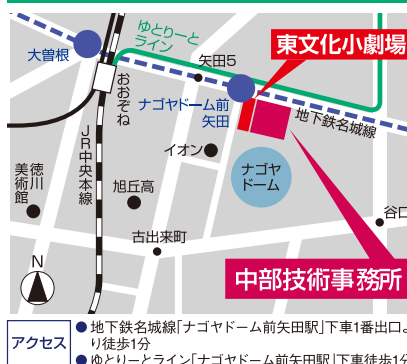 ゆとりーと
ライン
大曽根
矢田5
東文化小劇場
おおぞね
ナゴヤドーム前
矢田
地下鉄名城線
イオン
JR中央本線
徳川
美術館
旭丘高
ナゴヤ
ドーム
谷口
古出来町
中部技術事務所
N
アクセス
●地下鉄名城線「ナゴヤドーム前矢田駅」下車1番出口よ
り徒歩1分
●ゆとりーとライン「ナゴヤドーム前矢田駅」下車徒歩1分